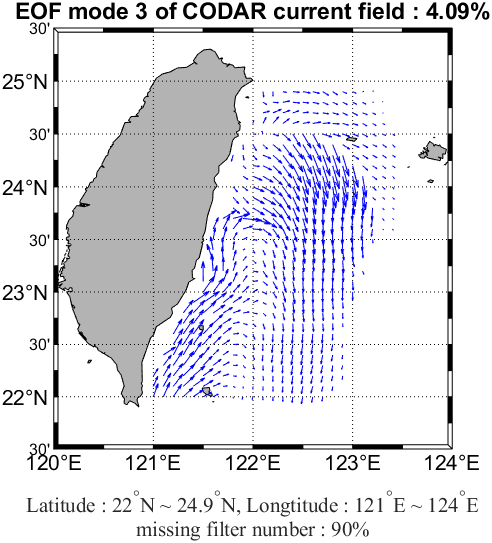 EOF mode 3 of CODAR current field : 4.09%
30'
25°N
30'
24°N
30'
23°N
30'
22°N
30'
120°E 121°E 122°E 123°E 124°E
Latitude : 22°N ~ 24.9°N, Longtitude : 121°E ~ 124°E
missing filter number : 90%